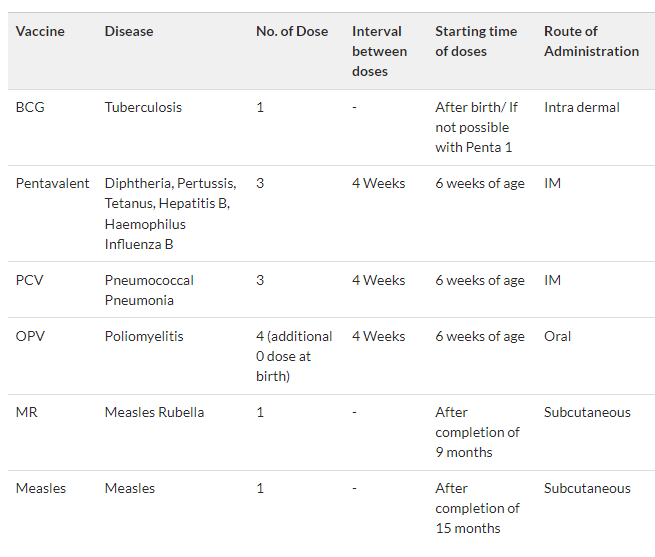 Vaccine Disease No. of Dose Interval between doses Starting time of doses Route of Administration
BCG Tuberculosis 1 - After birth/ If not possible with Penta 1 Intra dermal
Pentavalent Diphtheria, Pertussis, Tetanus, Hepatitis B, Haemophilus Influenza B 3 4 Weeks 6 weeks of age IM
PCV Pneumococcal Pneumonia 3 4 Weeks 6 weeks of age IM
OPV Poliomyelitis 4 (additional 0 dose at birth) 4 Weeks 6 weeks of age Oral
MR Measles Rubella 1 - After completion of 9 months Subcutaneous
Measles Measles 1 - After completion of 15 months Subcutaneous